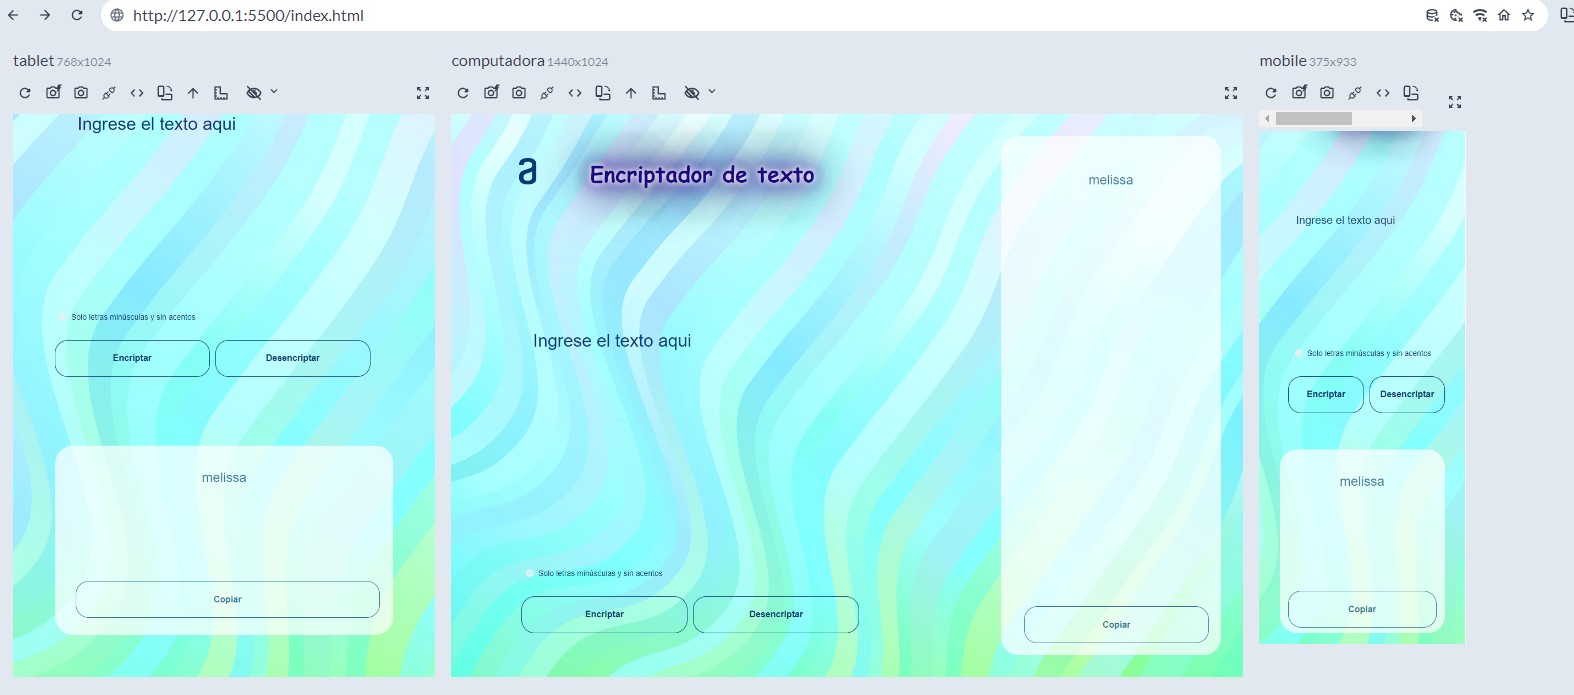 http://127.0.0.1:5500/index.html
tablet 768x1024
Ingrese el texto aqui
Solo letras minúsculas y sin acentos
Encriptar Desencriptar
melissa
Copiar
computadora 1440x1024
a Encriptador de texto
Ingrese el texto aqui
Solo letras minúsculas y sin acentos
Encriptar Desencriptar
melissa
Copiar
mobile 375x933
Ingrese el texto aqui
Solo letras minúsculas y sin acentos
Encriptar Desencriptar
melissa
Copiar